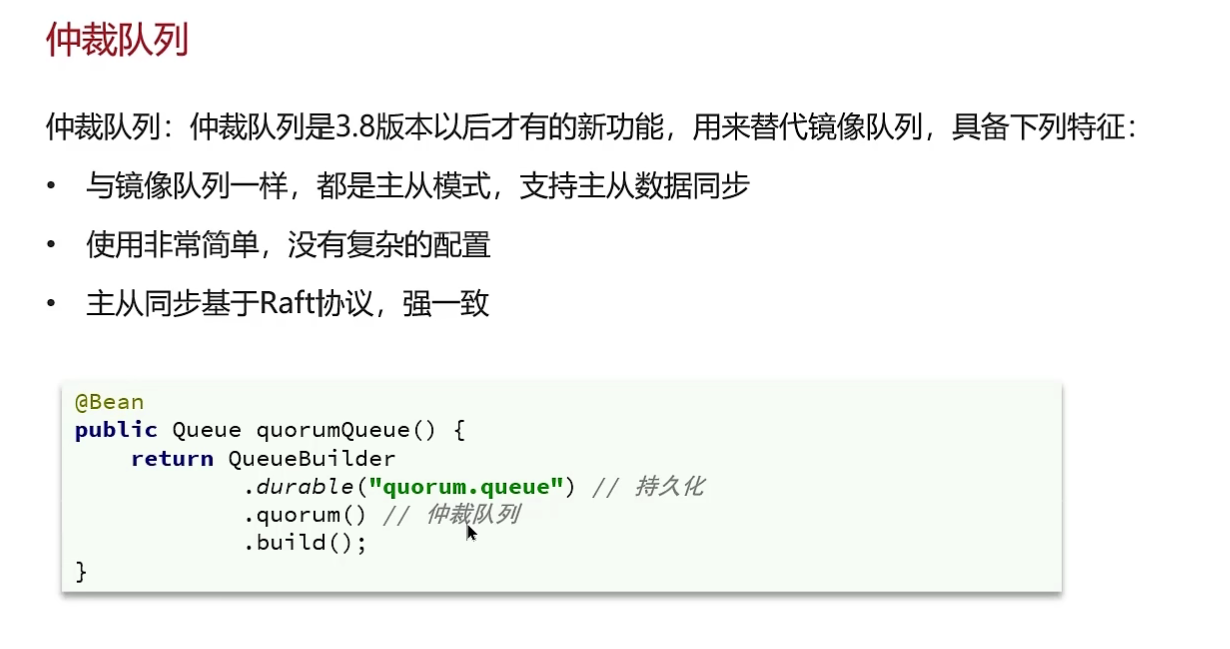 仲裁队列
仲裁队列：仲裁队列是3.8版本以后才有的新功能，用来替代镜像队列，具备下列特征：
• 与镜像队列一样，都是主从模式，支持主从数据同步
• 使用非常简单，没有复杂的配置
• 主从同步基于Raft协议，强一致
@Bean
public Queue quorumQueue() {
    return QueueBuilder
            .durable("quorum.queue") // 持久化
            .quorum() // 仲裁队列
            .build();
}